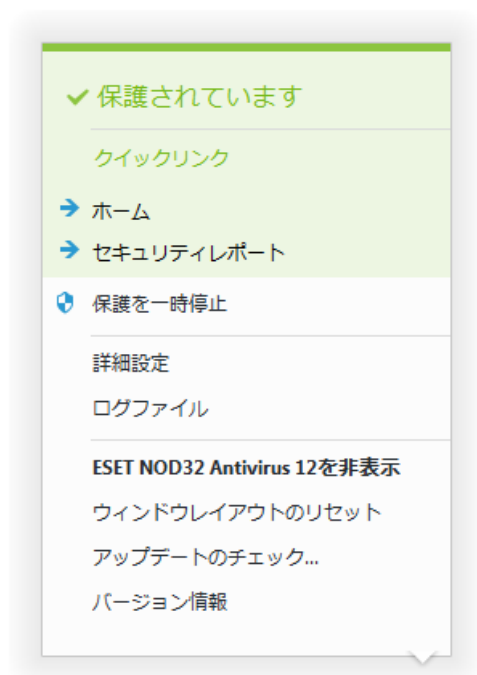 保護されています
クイックリンク
ホーム
セキュリティレポート
保護を一時停止
詳細設定
ログファイル
ESET NOD32 Antivirus 12を非表示
ウィンドウレイアウトのリセット
アップデートのチェック...
バージョン情報